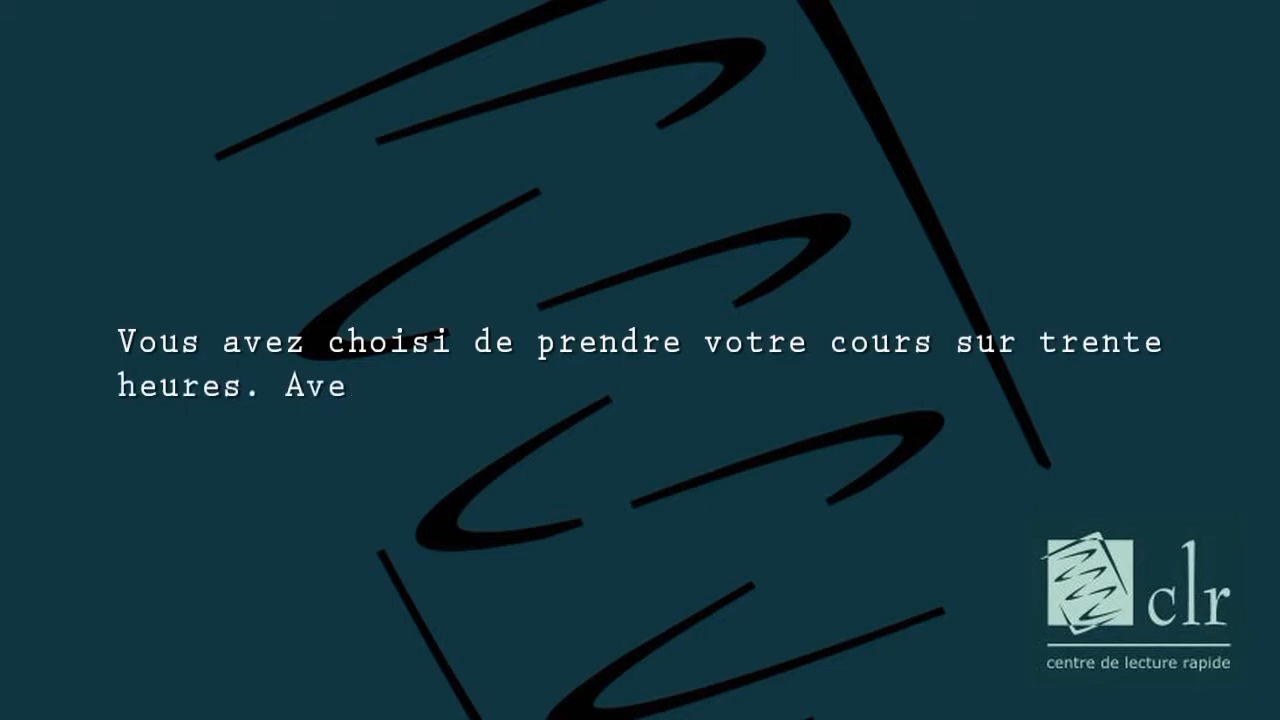 Vous avez choisi de prendre votre cours sur trente
heures. Ave
clr
centre de lecture rapide